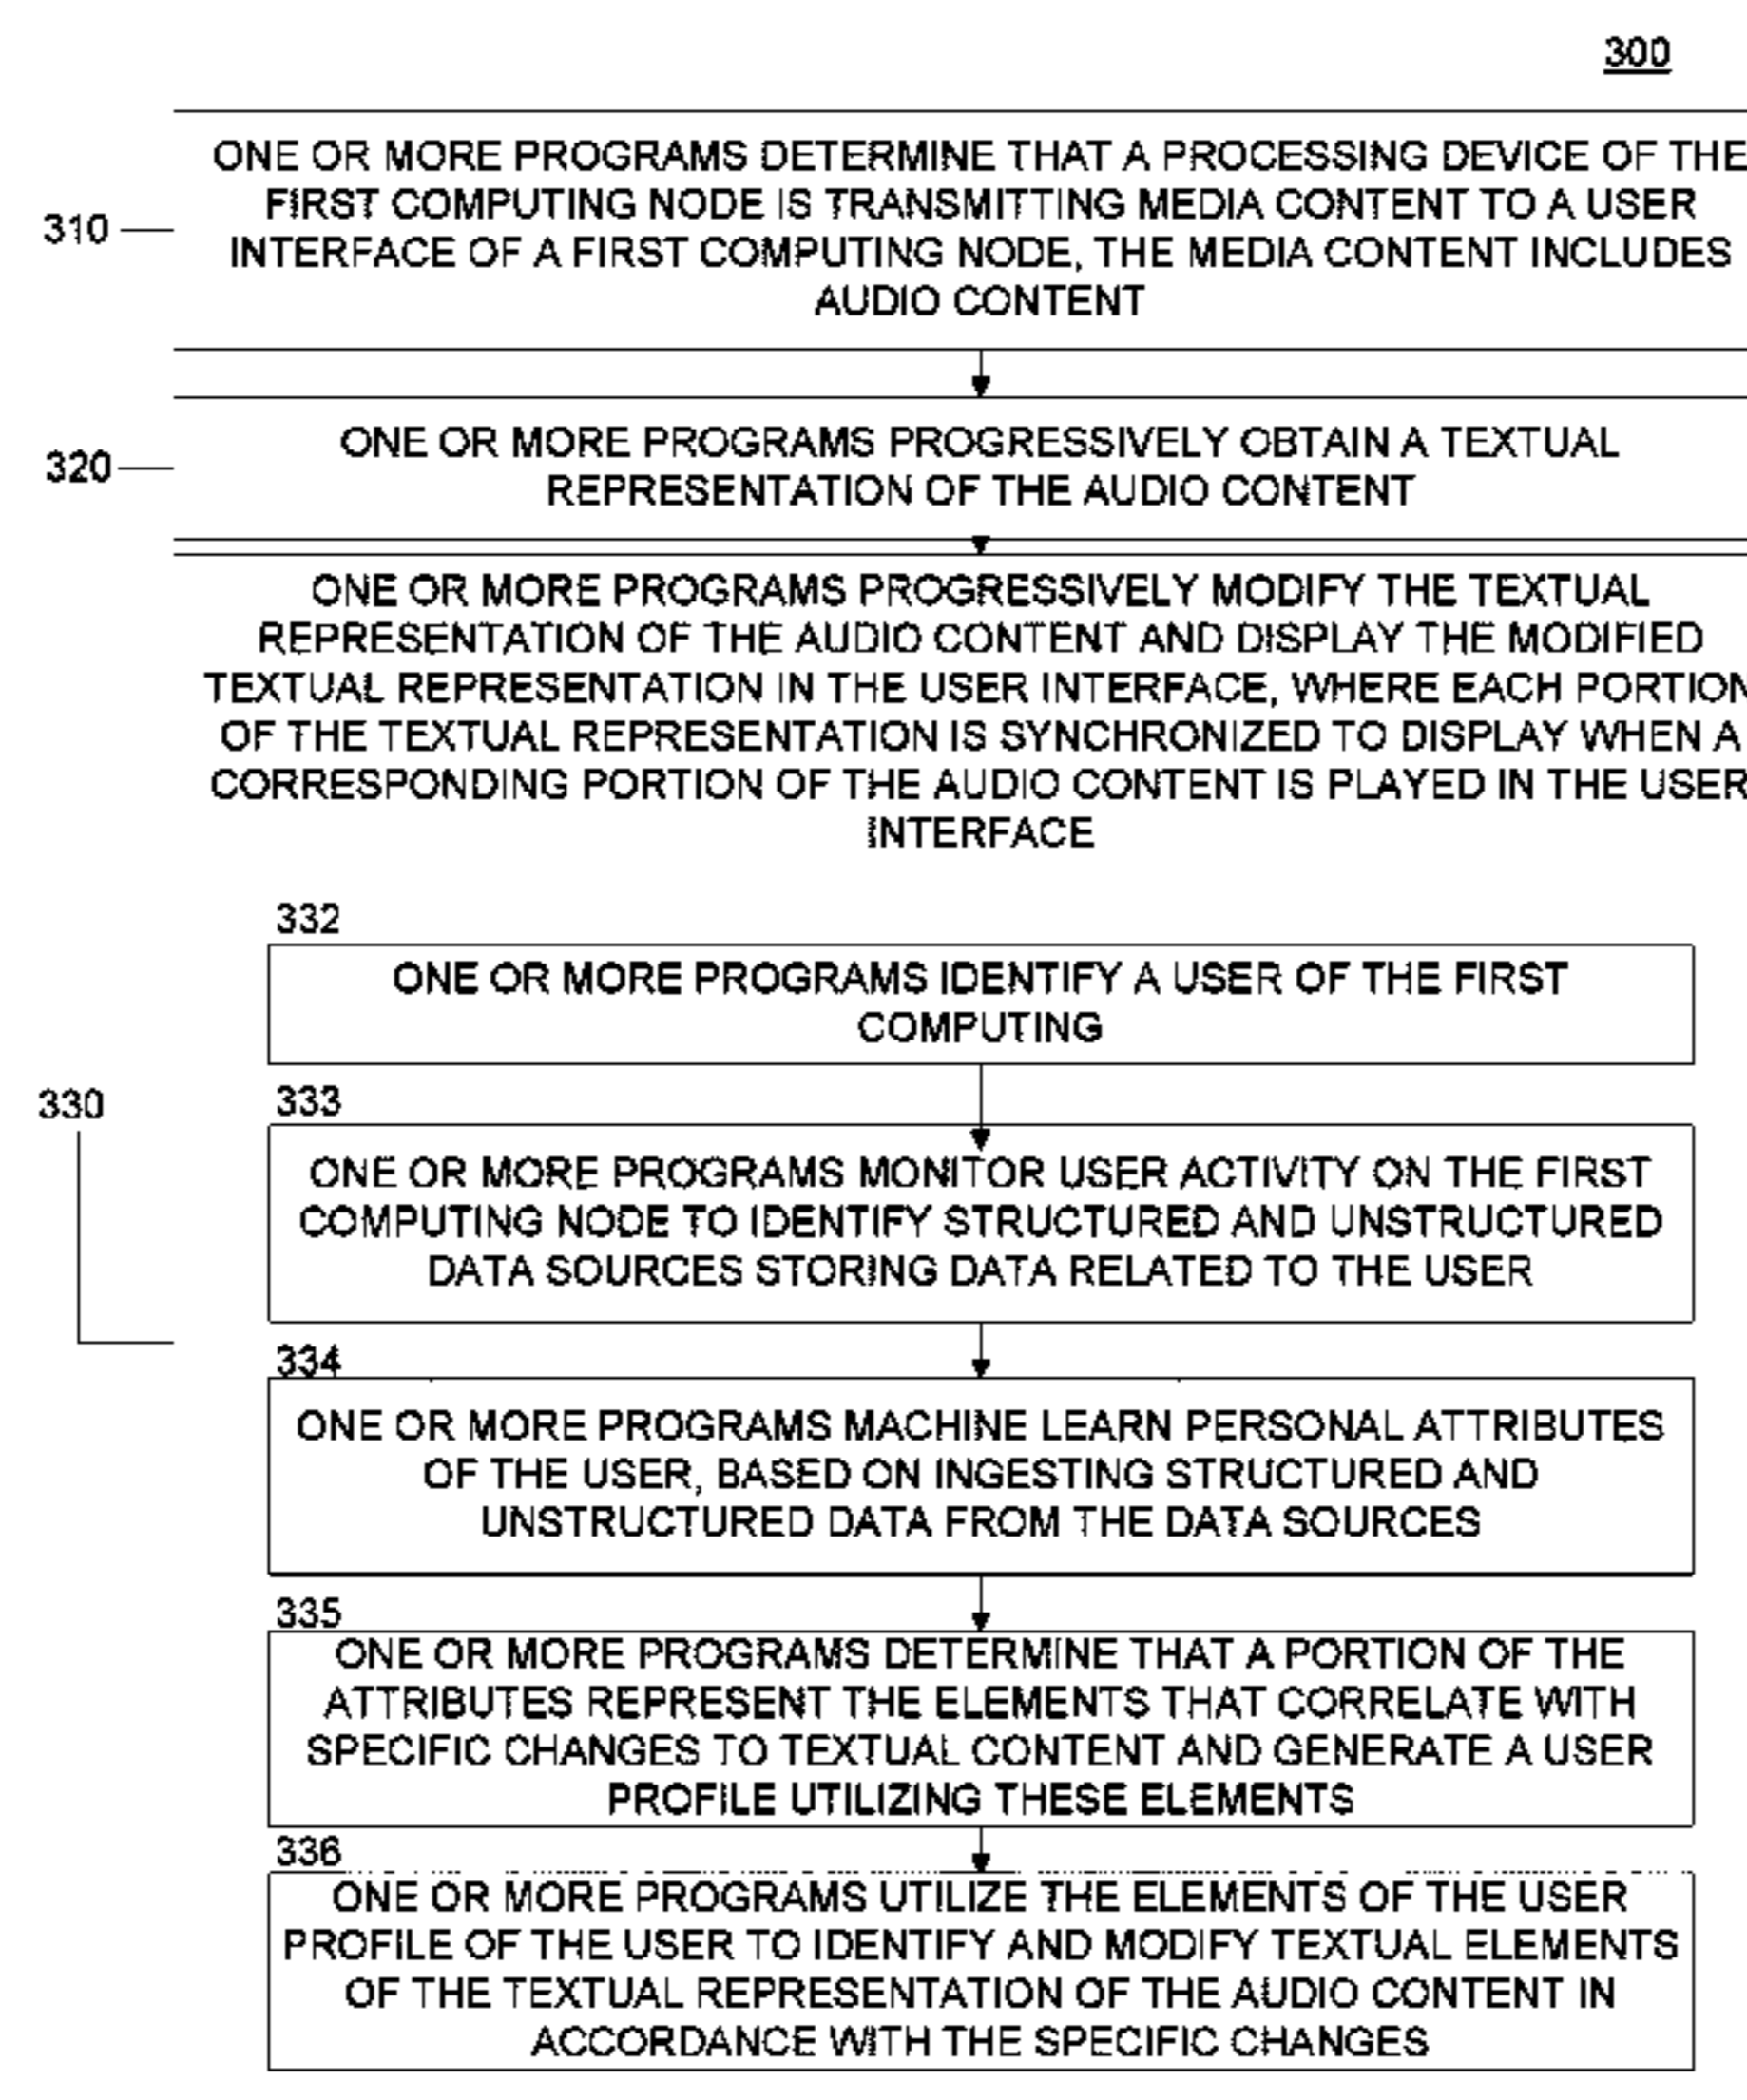 300
310
ONE OR MORE PROGRAMS DETERMINE THAT A PROCESSING DEVICE OF THE
FIRST COMPUTING NODE IS TRANSMITTING MEDIA CONTENT TO A USER
INTERFACE OF A FIRST COMPUTING NODE, THE MEDIA CONTENT INCLUDES
AUDIO CONTENT
320
ONE OR MORE PROGRAMS PROGRESSIVELY OBTAIN A TEXTUAL
REPRESENTATION OF THE AUDIO CONTENT
ONE OR MORE PROGRAMS PROGRESSIVELY MODIFY THE TEXTUAL
REPRESENTATION OF THE AUDIO CONTENT AND DISPLAY THE MODIFIED
TEXTUAL REPRESENTATION IN THE USER INTERFACE, WHERE EACH PORTION
OF THE TEXTUAL REPRESENTATION IS SYNCHRONIZED TO DISPLAY WHEN A
CORRESPONDING PORTION OF THE AUDIO CONTENT IS PLAYED IN THE USER
INTERFACE
330
332
ONE OR MORE PROGRAMS IDENTIFY A USER OF THE FIRST
COMPUTING
333
ONE OR MORE PROGRAMS MONITOR USER ACTIVITY ON THE FIRST
COMPUTING NODE TO IDENTIFY STRUCTURED AND UNSTRUCTURED
DATA SOURCES STORING DATA RELATED TO THE USER
334
ONE OR MORE PROGRAMS MACHINE LEARN PERSONAL ATTRIBUTES
OF THE USER, BASED ON INGESTING STRUCTURED AND
UNSTRUCTURED DATA FROM THE DATA SOURCES
335
ONE OR MORE PROGRAMS DETERMINE THAT A PORTION OF THE
ATTRIBUTES REPRESENT THE ELEMENTS THAT CORRELATE WITH
SPECIFIC CHANGES TO TEXTUAL CONTENT AND GENERATE A USER
PROFILE UTILIZING THESE ELEMENTS
336
ONE OR MORE PROGRAMS UTILIZE THE ELEMENTS OF THE USER
PROFILE OF THE USER TO IDENTIFY AND MODIFY TEXTUAL ELEMENTS
OF THE TEXTUAL REPRESENTATION OF THE AUDIO CONTENT IN
ACCORDANCE WITH THE SPECIFIC CHANGES